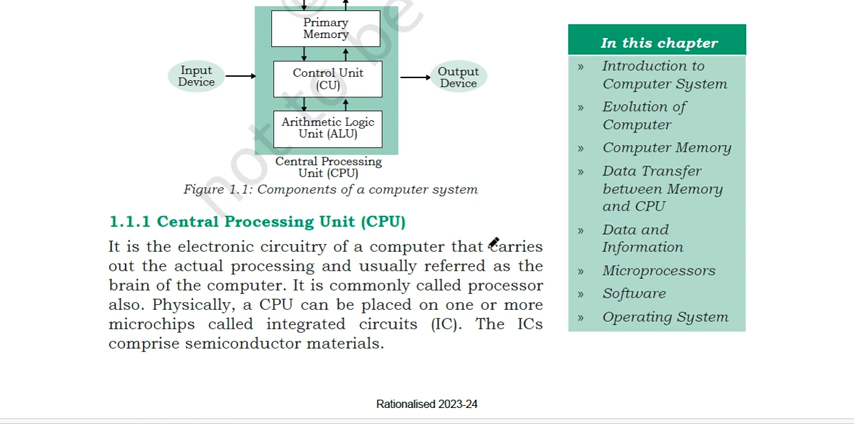 Primary
Memory
Input
Device
Control Unit
(CU)
Output
Device
Arithmetic Logic
Unit (ALU)
Central Processing
Unit (CPU)
Figure 1.1: Components of a computer system
1.1.1 Central Processing Unit (CPU)
It is the electronic circuitry of a computer that carries
out the actual processing and usually referred as the
brain of the computer. It is commonly called processor
also. Physically, a CPU can be placed on one or more
microchips called integrated circuits (IC). The ICs
comprise semiconductor materials.
In this chapter
» Introduction to
Computer System
» Evolution of
Computer
» Computer Memory
» Data Transfer
between Memory
and CPU
» Data and
Information
» Microprocessors
» Software
» Operating System
Rationalised 2023-24
not to be